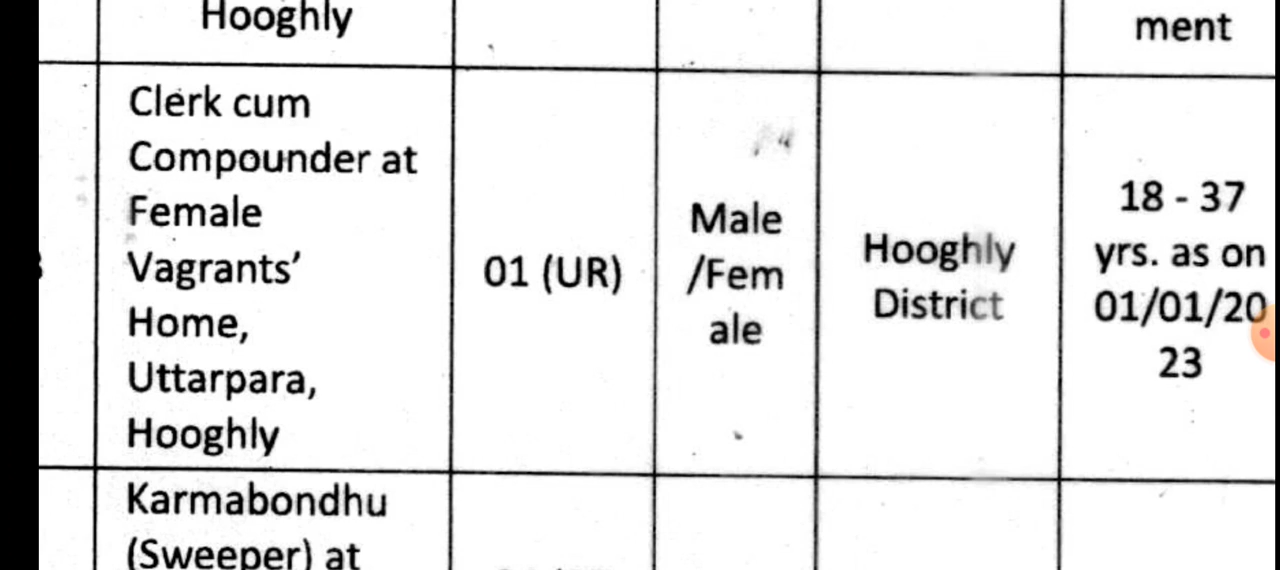 Hooghly
ment
Clerk cum
Compounder at
Female
Vagrants’
Home,
Uttarpara,
Hooghly
01 (UR)
Male
/Fem
ale
Hooghly
District
18 - 37
yrs. as on
01/01/20
23
Karmabondhu
(Sweeper) at